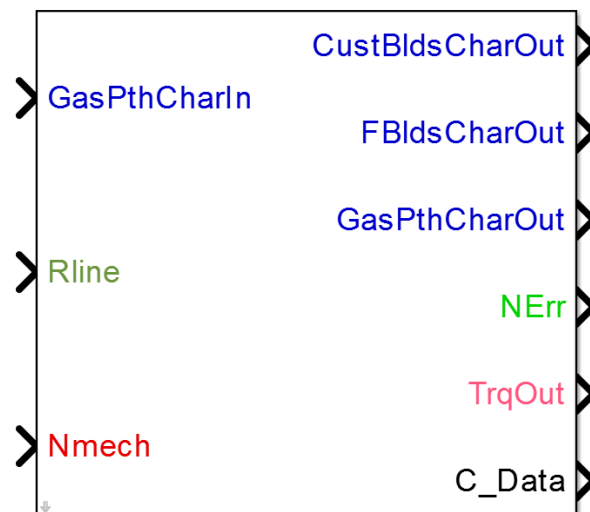 CustBldsCharOut
GasPthCharIn
FBldsCharOut
GasPthCharOut
Rline
NErr
TrqOut
Nmech
C_Data